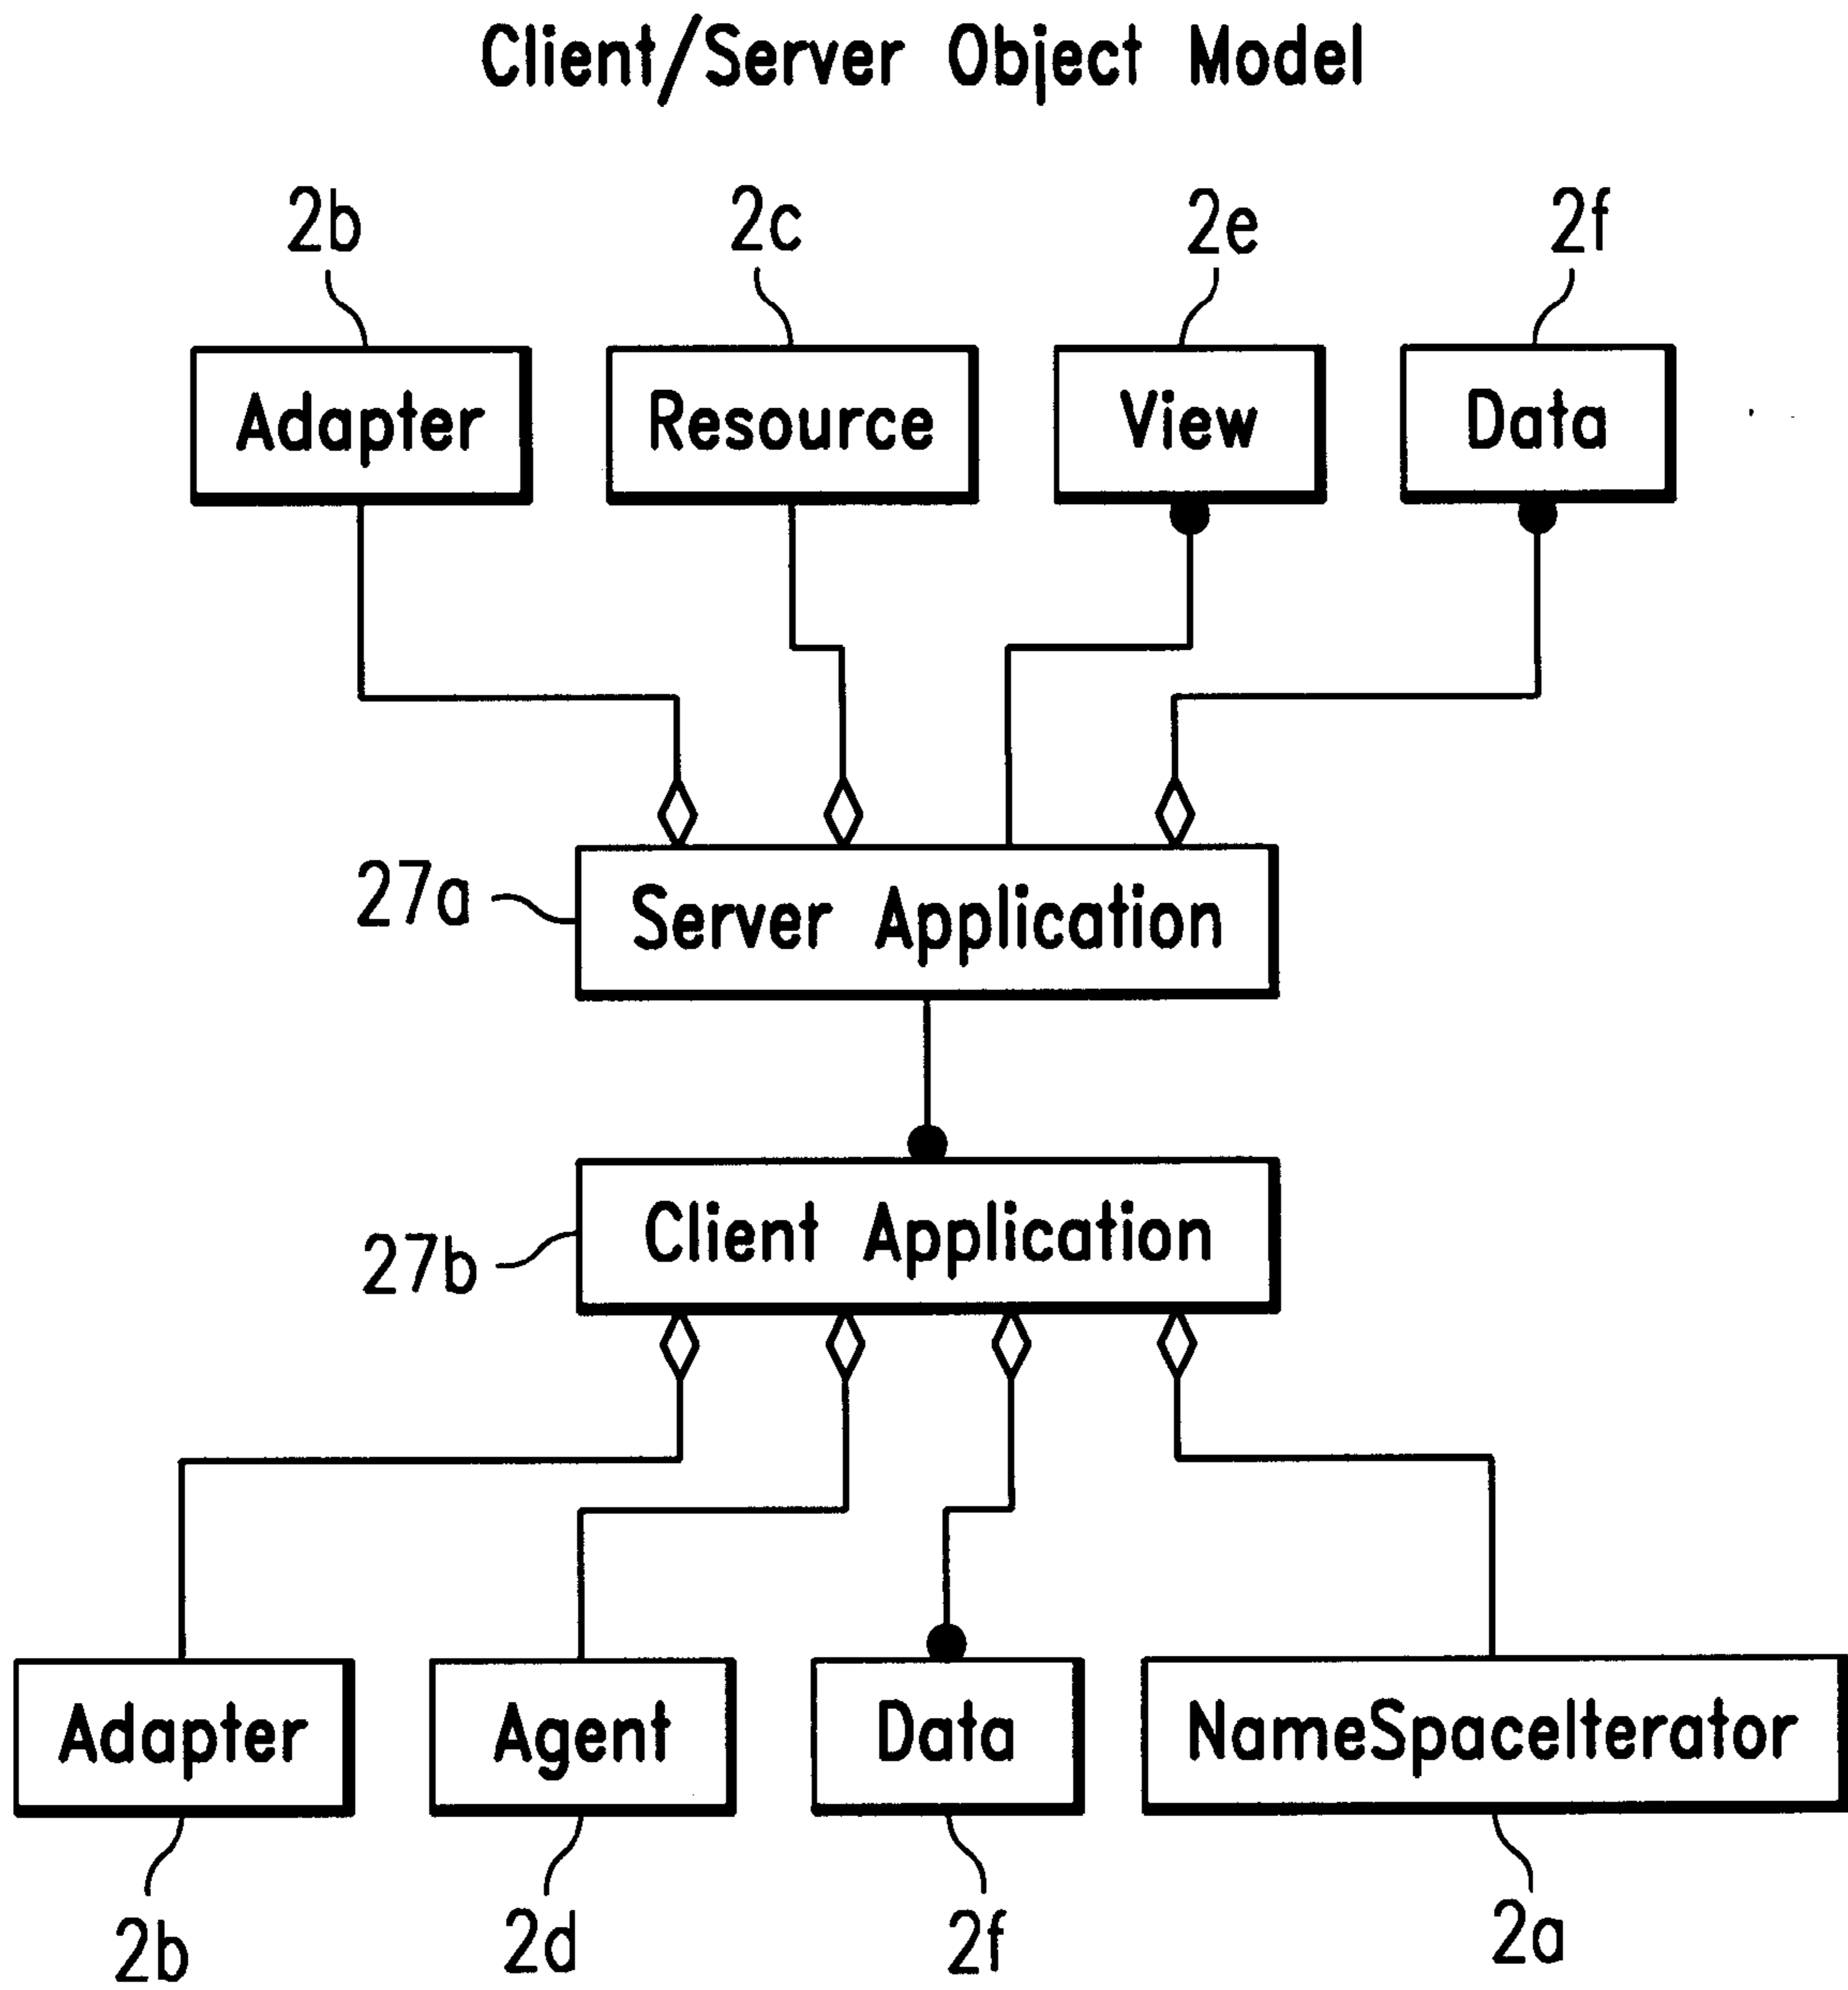 Client/Server Object Model
2b 2c 2e 2f
Adapter Resource View Data
27a
Server Application
27b
Client Application
Adapter Agent Data NameSpaceIterator
2b 2d 2f 2a